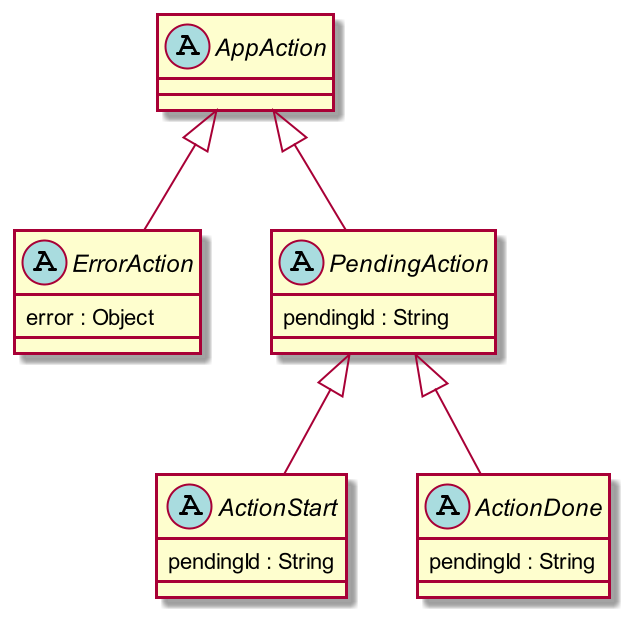 A AppAction
A ErrorAction
error : Object
A PendingAction
pendingId : String
A ActionStart
pendingId : String
A ActionDone
pendingId : String